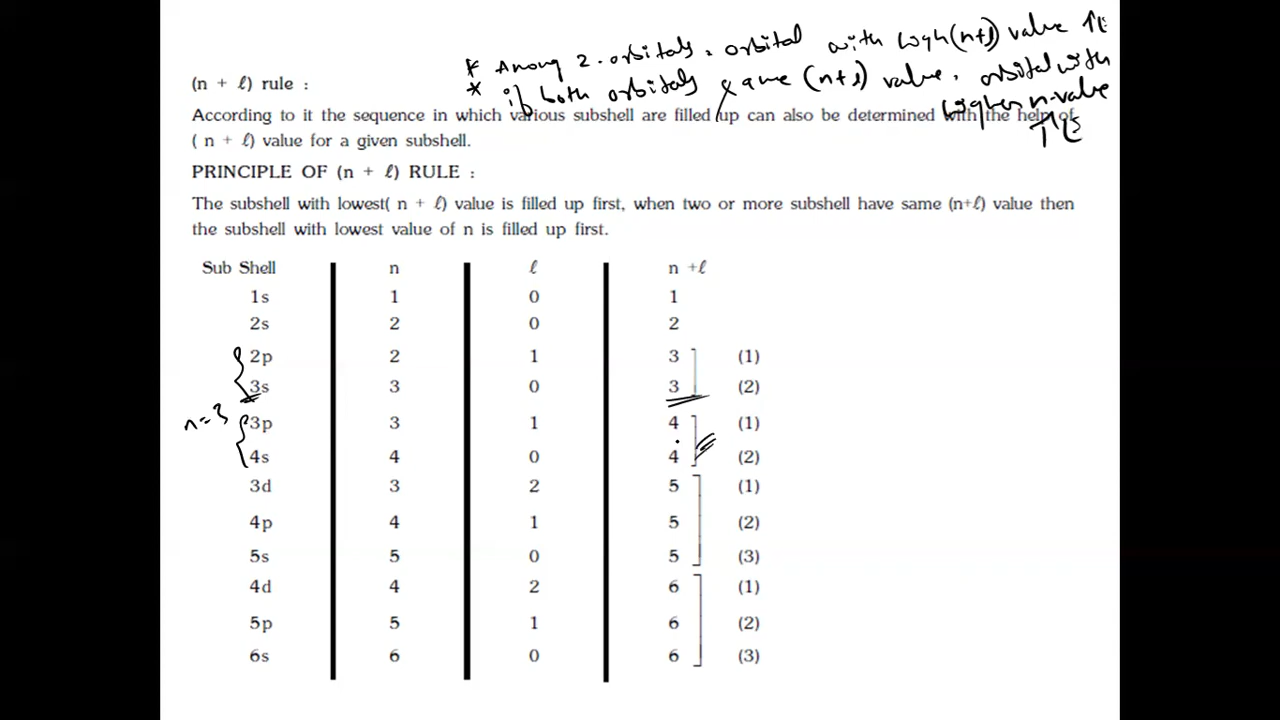 * Among 2 orbitals, orbital with high (n+l) value ↑E
* if both orbitals same (n+l) value, orbital with higher n-value ↑E
(n + ℓ) rule :
According to it the sequence in which various subshell are filled up can also be determined with the help of
( n + ℓ) value for a given subshell.
PRINCIPLE OF (n + ℓ) RULE :
The subshell with lowest( n + ℓ) value is filled up first, when two or more subshell have same (n+ℓ) value then
the subshell with lowest value of n is filled up first.
Sub Shell n ℓ n +ℓ
1s 1 0 1
2s 2 0 2
2p 2 1 3 (1)
3s 3 0 3 (2)
n=3
3p 3 1 4 (1)
4s 4 0 4 (2)
3d 3 2 5 (1)
4p 4 1 5 (2)
5s 5 0 5 (3)
4d 4 2 6 (1)
5p 5 1 6 (2)
6s 6 0 6 (3)